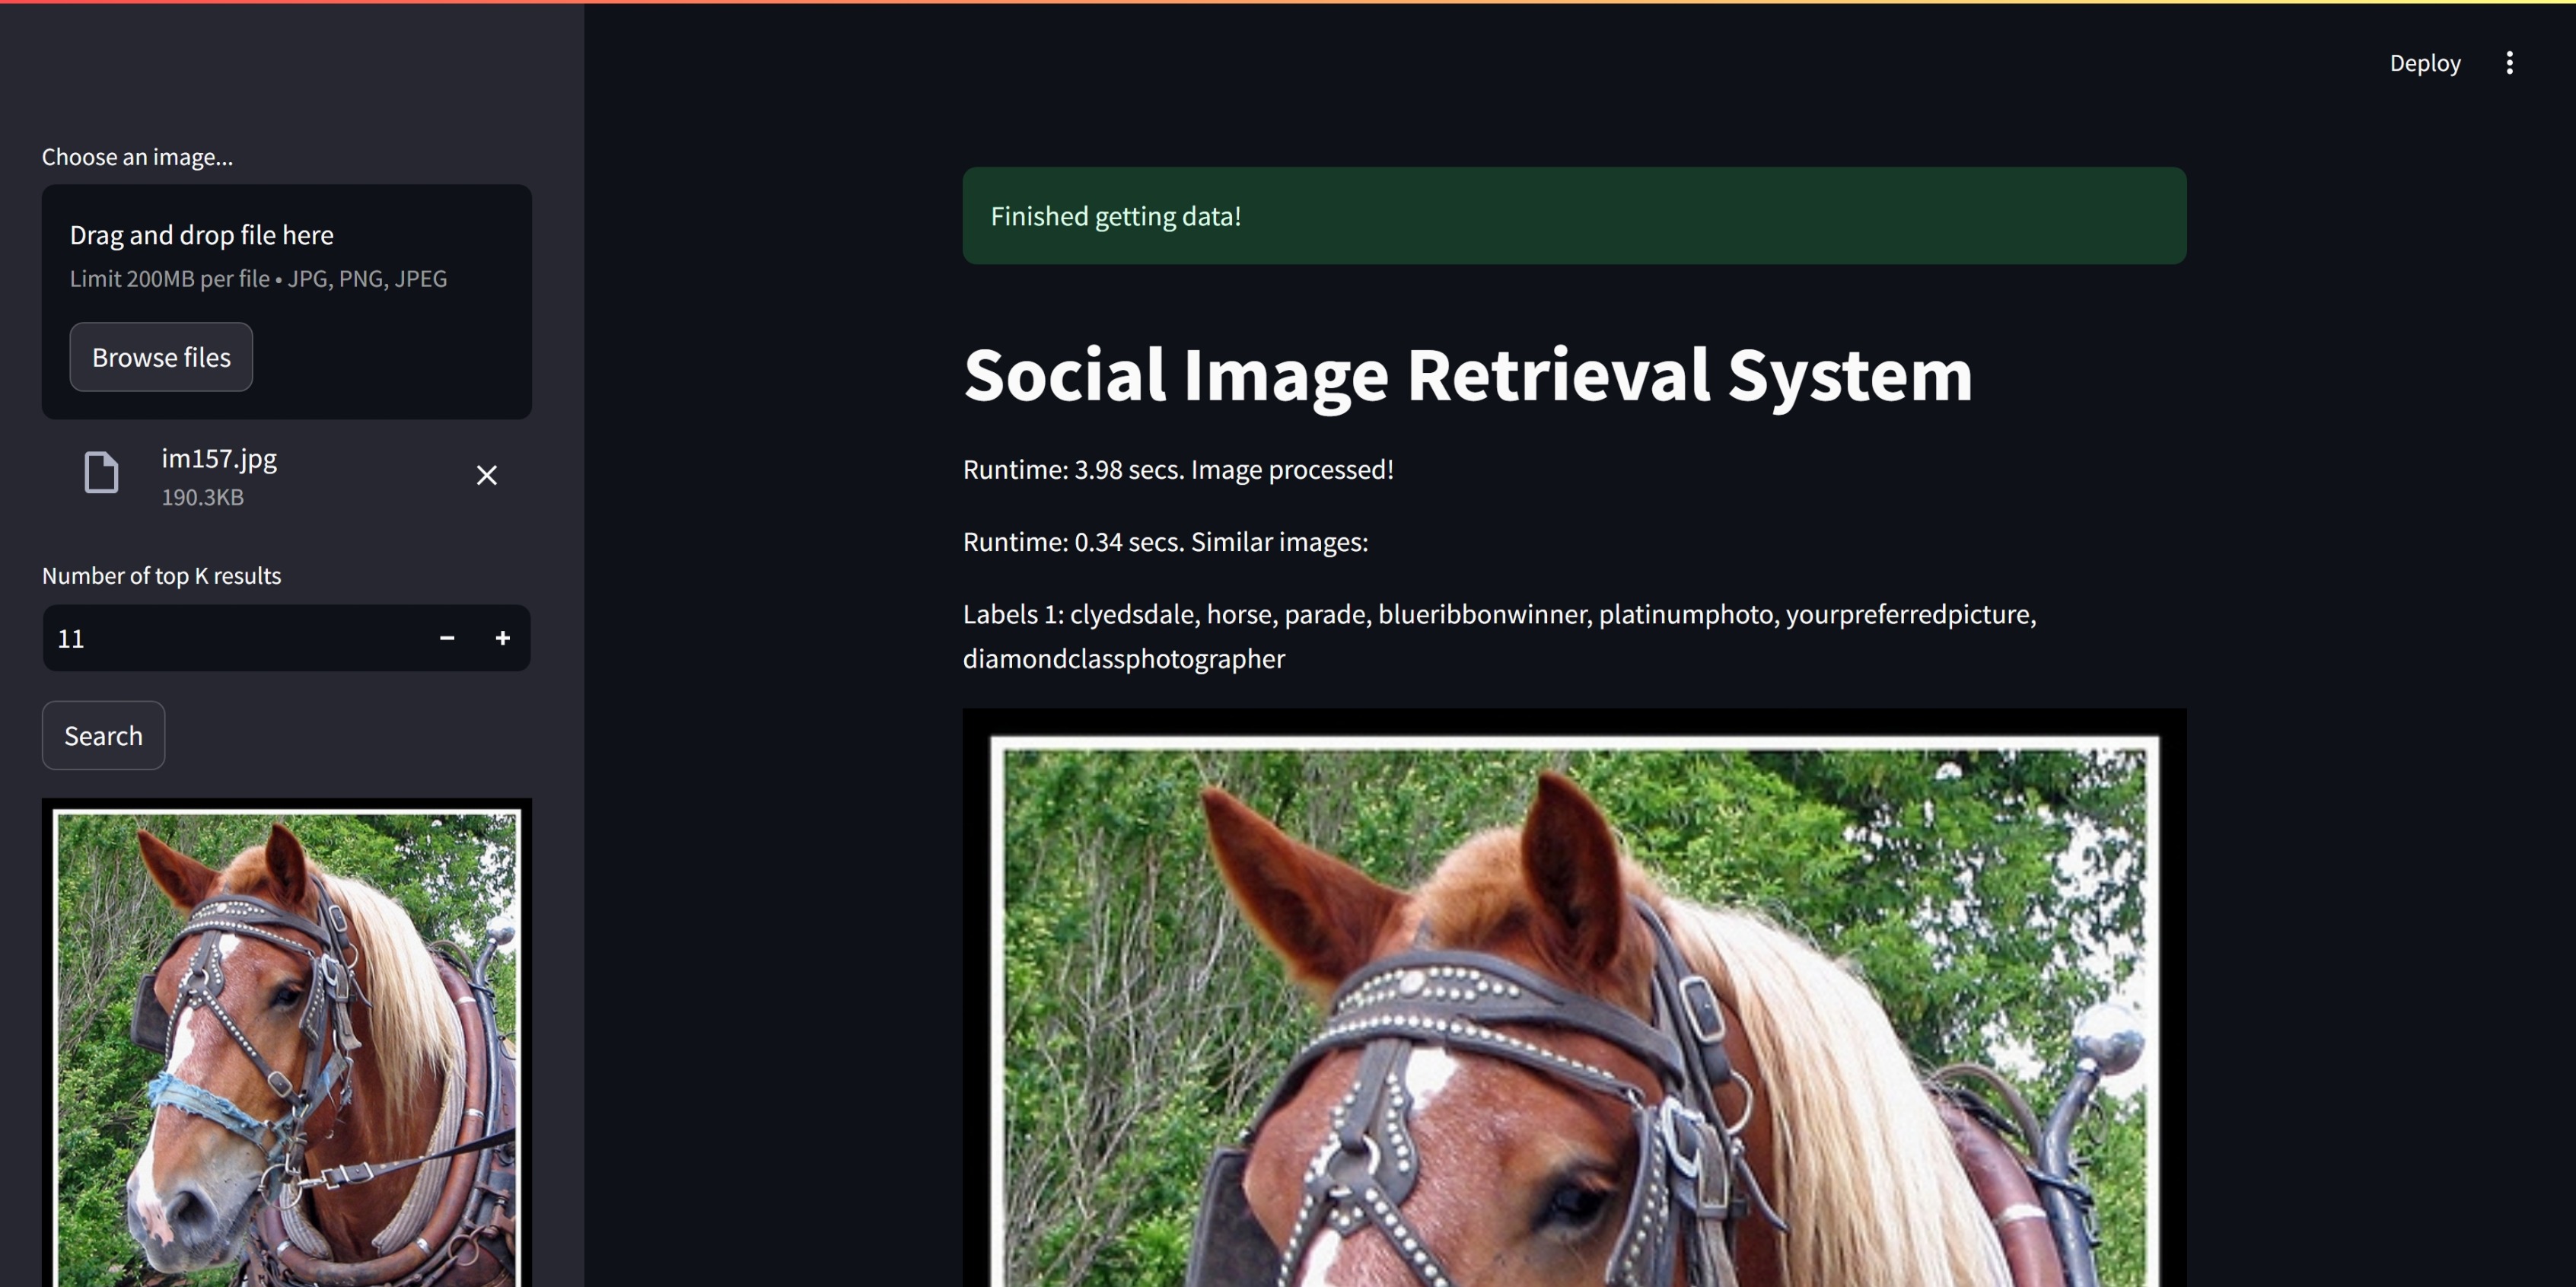 Deploy
Choose an image...
Drag and drop file here
Limit 200MB per file • JPG, PNG, JPEG
Browse files
im157.jpg
190.3KB
Number of top K results
11
Search
Finished getting data!
Social Image Retrieval System
Runtime: 3.98 secs. Image processed!
Runtime: 0.34 secs. Similar images:
Labels 1: clyedsdale, horse, parade, blueribbonwinner, platinumphoto, yourpreferredpicture,
diamondclassphotographer